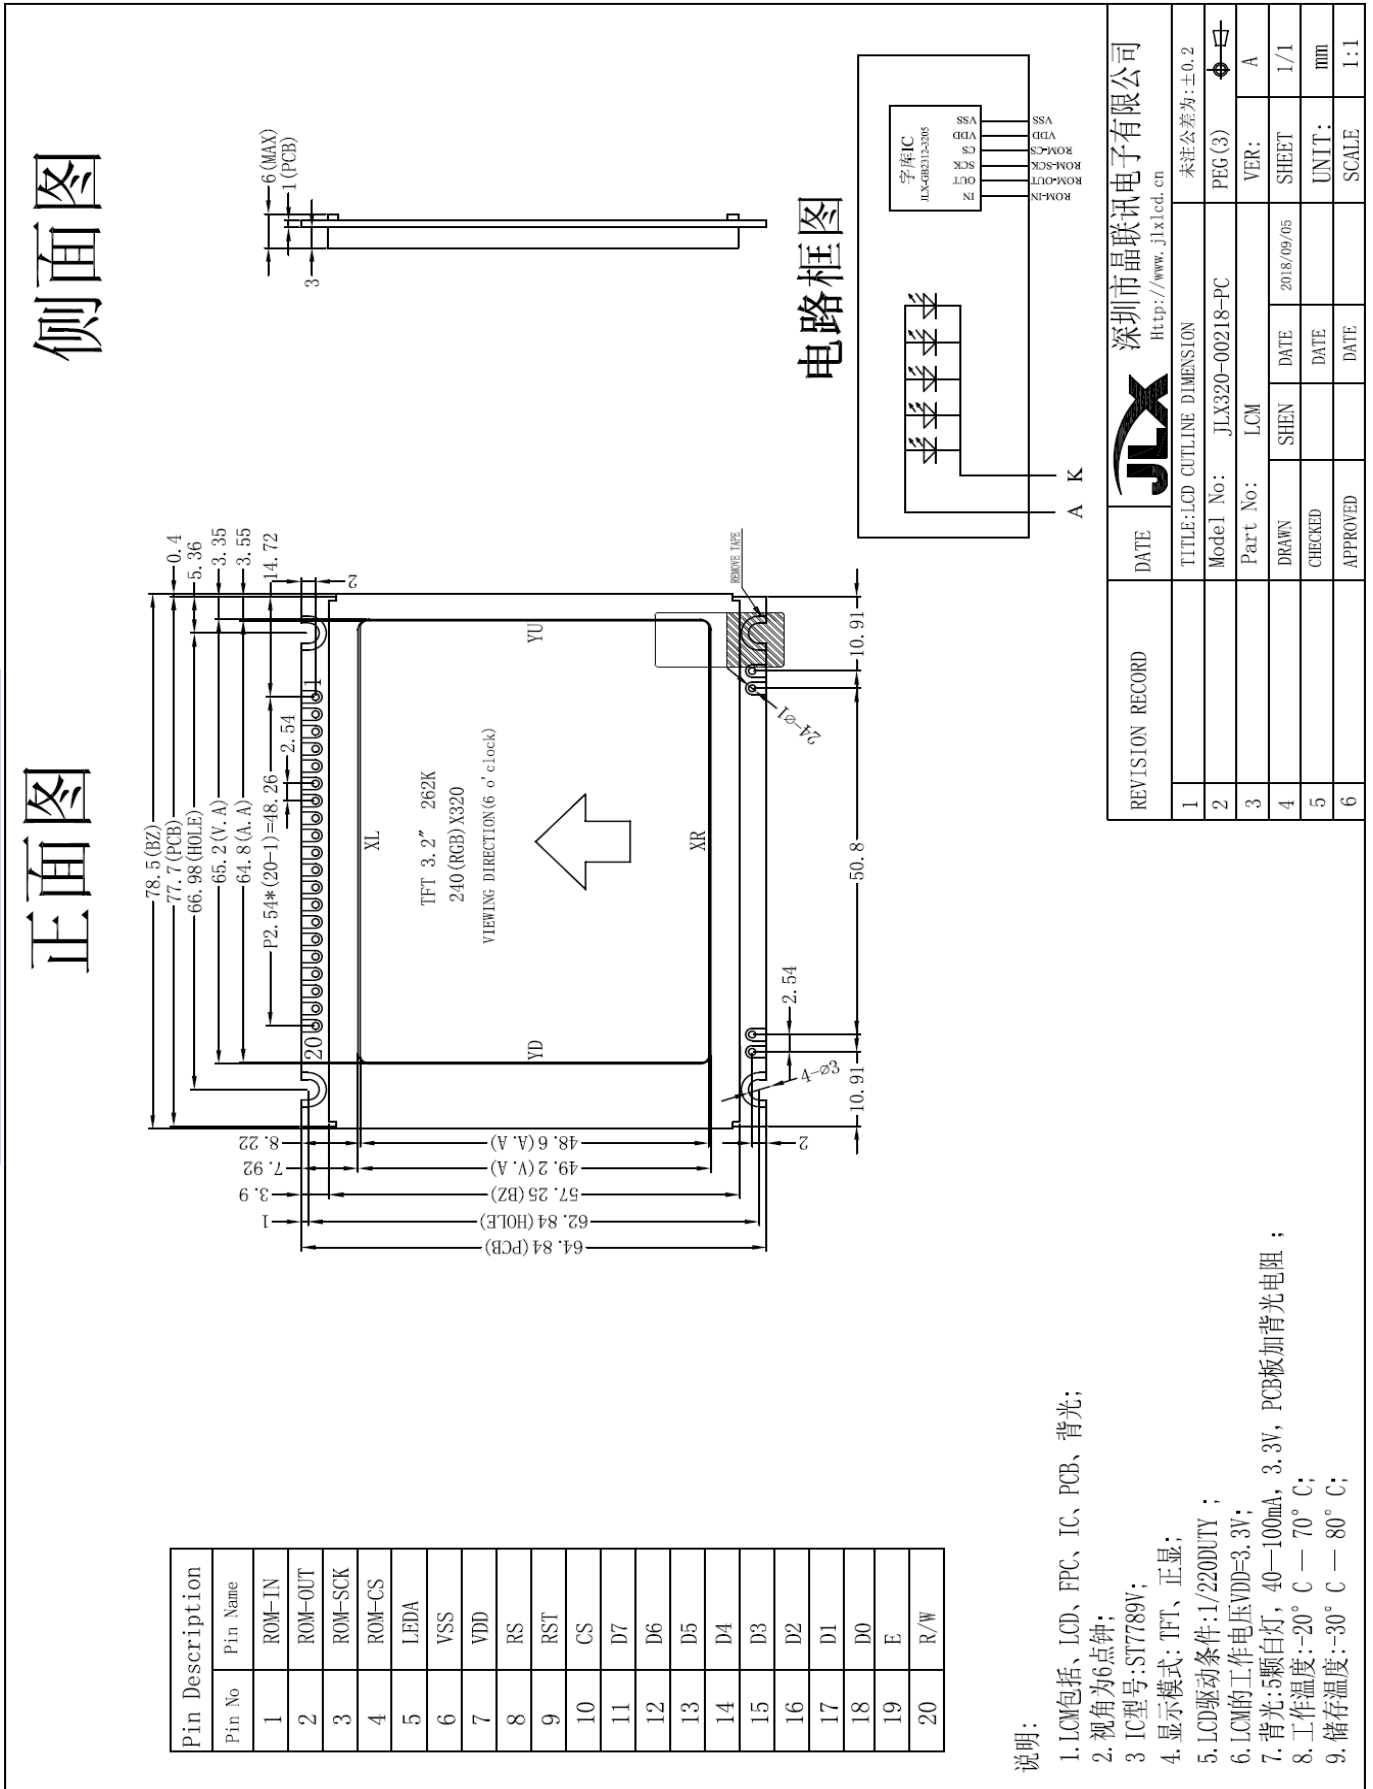 正面图
侧面图
78.5(BZ)
77.7(PCB)
66.98(HOLE)
65.2(V.A)
64.8(A.A)
P2.54*(20-1)=48.26
2.54
0.4
5.36
3.35
3.55
14.72
2
20
1
8.22
7.92
3.9
1
48.6(A.A)
49.2(V.A)
57.25(BZ)
62.84(HOLE)
64.84(PCB)
2
XL
TFT 3.2" 262K
240(RGB)X320
VIEWING DIRECTION(6 o'clock)
YD
YU
XR
REMOVE TAPE
24-⌀1
4-⌀3
2.54
10.91
50.8
10.91
6(MAX)
1(PCB)
3
电路框图
字库IC
JLX-GB2312-3205
IN OUT SCK CS VDD VSS
ROM-IN
ROM-OUT
ROM-SCK
ROM-CS
VDD
VSS
A K
Pin Description
Pin No Pin Name
1 ROM-IN
2 ROM-OUT
3 ROM-SCK
4 ROM-CS
5 LEDA
6 VSS
7 VDD
8 RS
9 RST
10 CS
11 D7
12 D6
13 D5
14 D4
15 D3
16 D2
17 D1
18 D0
19 E
20 R/W
说明:
1.LCM包括、LCD、FPC、IC、PCB、背光;
2.视角为6点钟;
3 IC型号:ST7789V;
4.显示模式:TFT、正显;
5.LCD驱动条件:1/220DUTY ;
6.LCM的工作电压VDD=3.3V;
7.背光:5颗白灯, 40—100mA, 3.3V, PCB板加背光电阻 ;
8.工作温度:-20° C — 70° C;
9.储存温度:-30° C — 80° C;
REVISION RECORD DATE
1
2
3
4
5
6
JLX 深圳市晶联讯电子有限公司
Http://www.jlxlcd.cn
TITLE:LCD CUTLINE DIMENSION 未注公差为:±0.2
Model No: JLX320-00218-PC PEG(3)
Part No: LCM VER: A
DRAWN SHEN DATE 2018/09/05 SHEET 1/1
CHECKED DATE UNIT: mm
APPROVED DATE SCALE 1:1